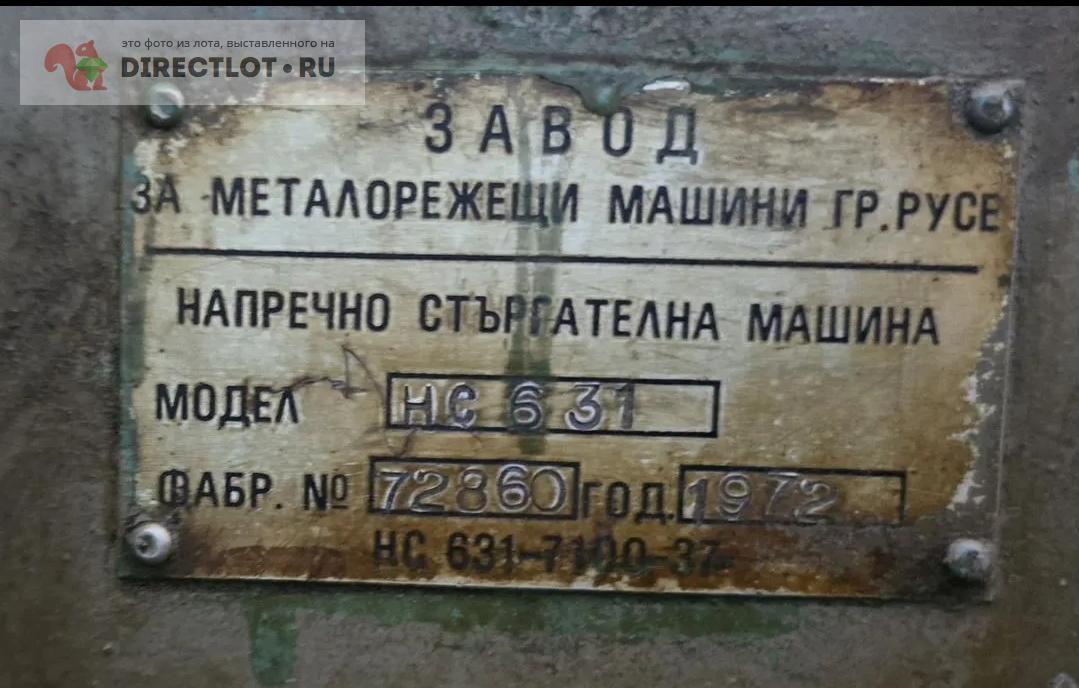 это фото из лота, выставленного на
DIRECTLOT•RU
ЗАВОД
ЗА МЕТАЛОРЕЖЕЩИ МАШИНИ ГР.РУСЕ
НАПРЕЧНО СТЪРГАТЕЛНА МАШИНА
МОДЕЛ НС 631
ФАБР. № 72860 ГОД. 1972
НС 631-7100-37